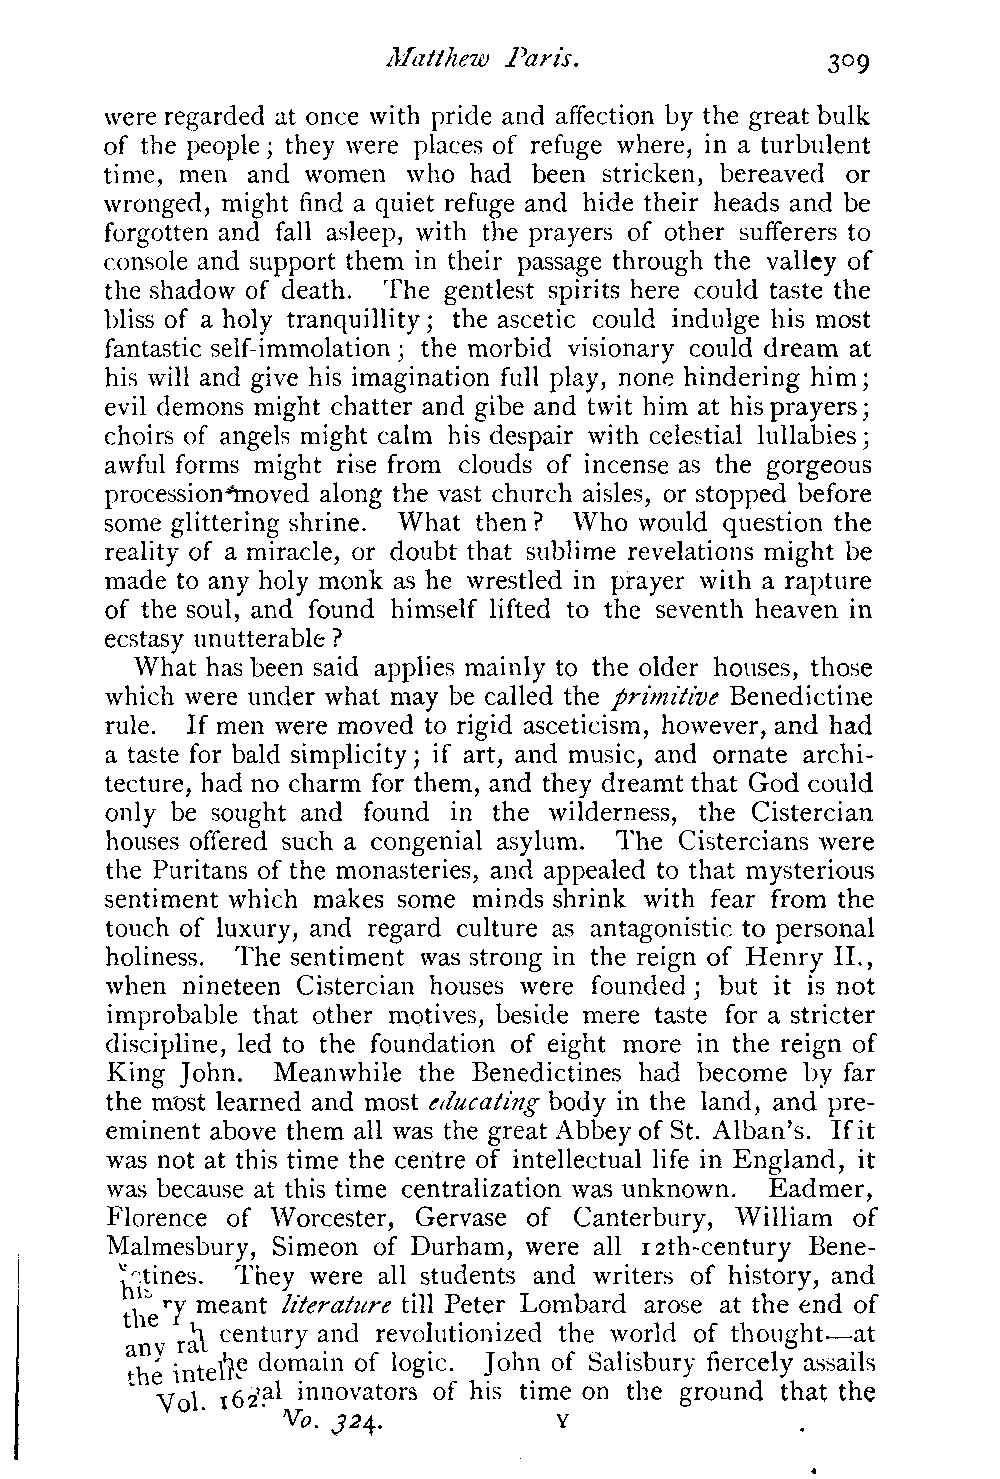 Matthew Paris. 309
were regarded at once with pride and affection by the great bulk
of the people; they were places of refuge where, in a turbulent
time, men and women who had been stricken, bereaved or
wronged, might find a quiet refuge and hide their heads and be
forgotten and fall asleep, with the prayers of other sufferers to
console and support them in their passage through the valley of
the shadow of death. The gentlest spirits here could taste the
bliss of a holy tranquillity; the ascetic could indulge his most
fantastic self-immolation; the morbid visionary could dream at
his will and give his imagination full play, none hindering him;
evil demons might chatter and gibe and twit him at his prayers;
choirs of angels might calm his despair with celestial lullabies;
awful forms might rise from clouds of incense as the gorgeous
procession moved along the vast church aisles, or stopped before
some glittering shrine. What then? Who would question the
reality of a miracle, or doubt that sublime revelations might be
made to any holy monk as he wrestled in prayer with a rapture
of the soul, and found himself lifted to the seventh heaven in
ecstasy unutterable?
What has been said applies mainly to the older houses, those
which were under what may be called the primitive Benedictine
rule. If men were moved to rigid asceticism, however, and had
a taste for bald simplicity; if art, and music, and ornate archi-
tecture, had no charm for them, and they dreamt that God could
only be sought and found in the wilderness, the Cistercian
houses offered such a congenial asylum. The Cistercians were
the Puritans of the monasteries, and appealed to that mysterious
sentiment which makes some minds shrink with fear from the
touch of luxury, and regard culture as antagonistic to personal
holiness. The sentiment was strong in the reign of Henry II.,
when nineteen Cistercian houses were founded; but it is not
improbable that other motives, beside mere taste for a stricter
discipline, led to the foundation of eight more in the reign of
King John. Meanwhile the Benedictines had become by far
the most learned and most educating body in the land, and pre-
eminent above them all was the great Abbey of St. Alban's. If it
was not at this time the centre of intellectual life in England, it
was because at this time centralization was unknown. Eadmer,
Florence of Worcester, Gervase of Canterbury, William of
Malmesbury, Simeon of Durham, were all 12th-century Bene-
tines. They were all students and writers of history, and
the ry meant literature till Peter Lombard arose at the end of
any century and revolutionized the world of thought—at
the domain of logic. John of Salisbury fiercely assails
Vol. 162. al innovators of his time on the ground that the
No. 324. Y